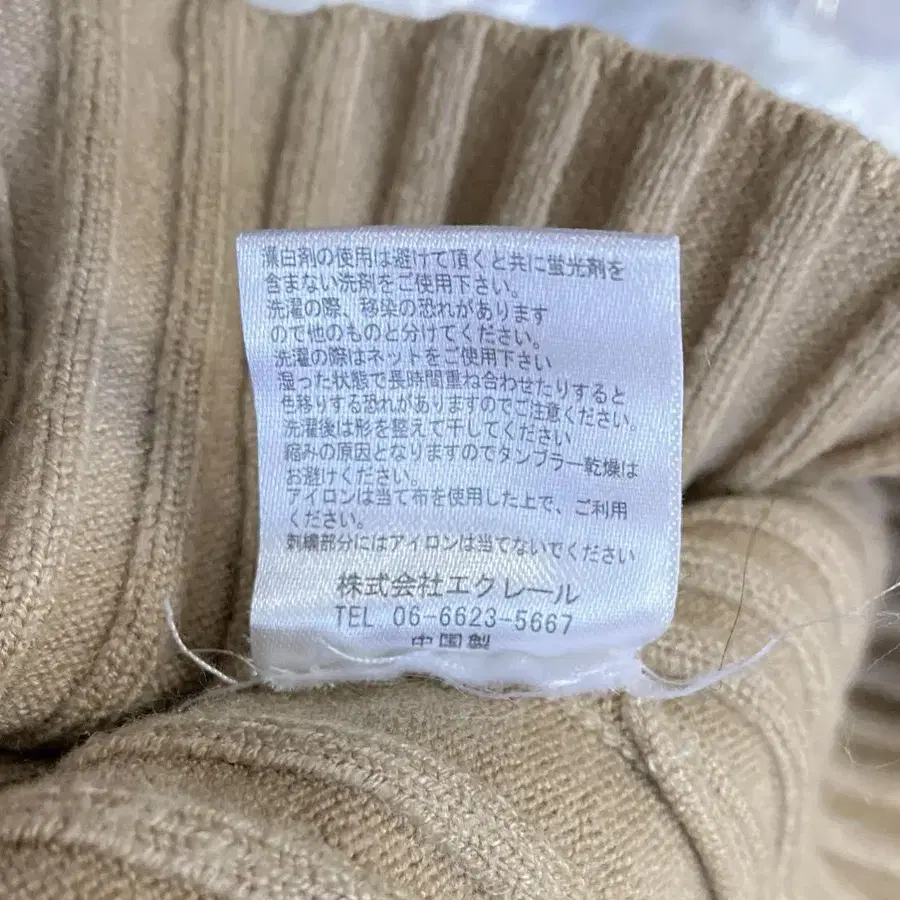 漂白剤の使用は避けて頂くと共に蛍光剤を
含まない洗剤をご使用下さい。
洗濯の際、移染の恐れがあります
ので他のものと分けてください。
洗濯の際はネットをご使用下さい
湿った状態で長時間重ね合わせたりすると
色移りする恐れがありますのでご注意ください。
洗濯後は形を整えて干してください
縮みの原因となりますのでタンブラー乾燥は
お避けください。
アイロンは当て布を使用した上で、ご利用
ください。
刺繍部分にはアイロンは当てないでください
株式会社エクレール
TEL 06-6623-5667
中国製